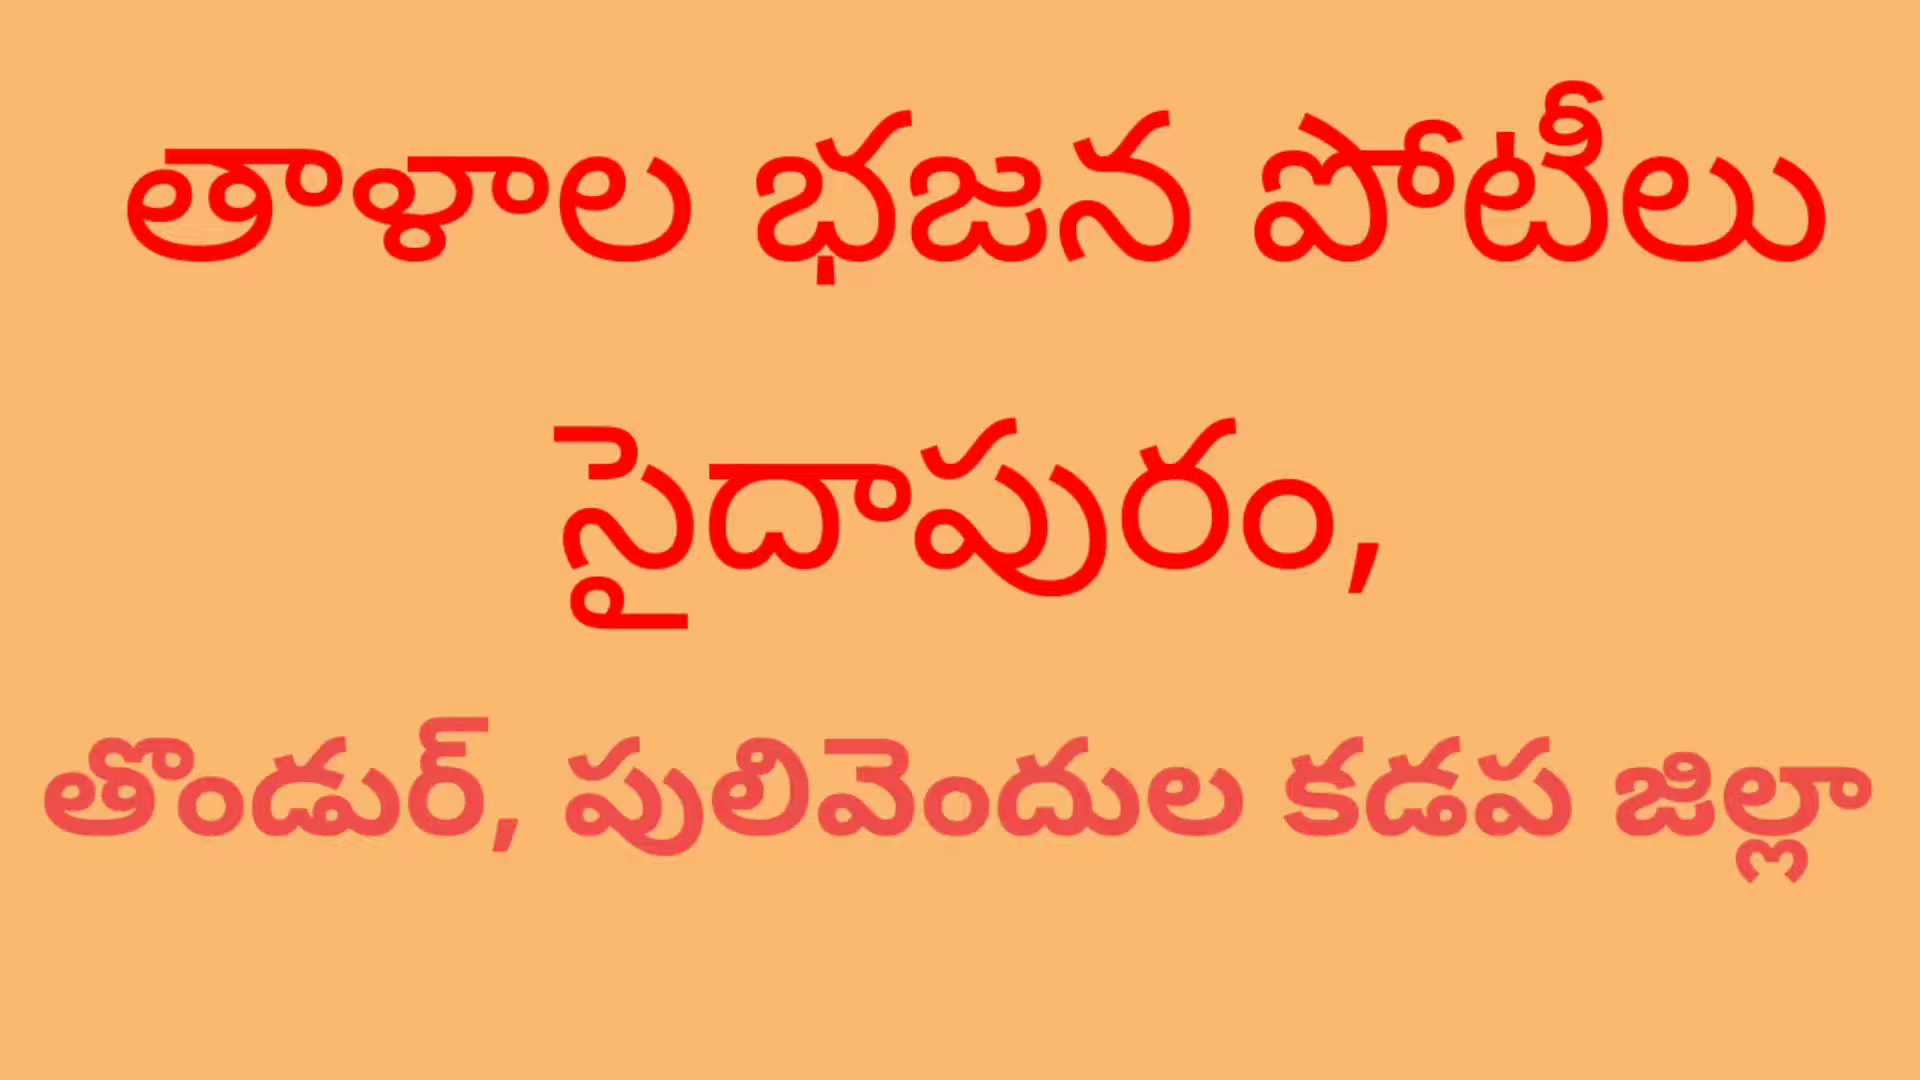 తాళాల భజన పోటీలు
సైదాపురం,
తొండుర్, పులివెందుల కడప జిల్లా